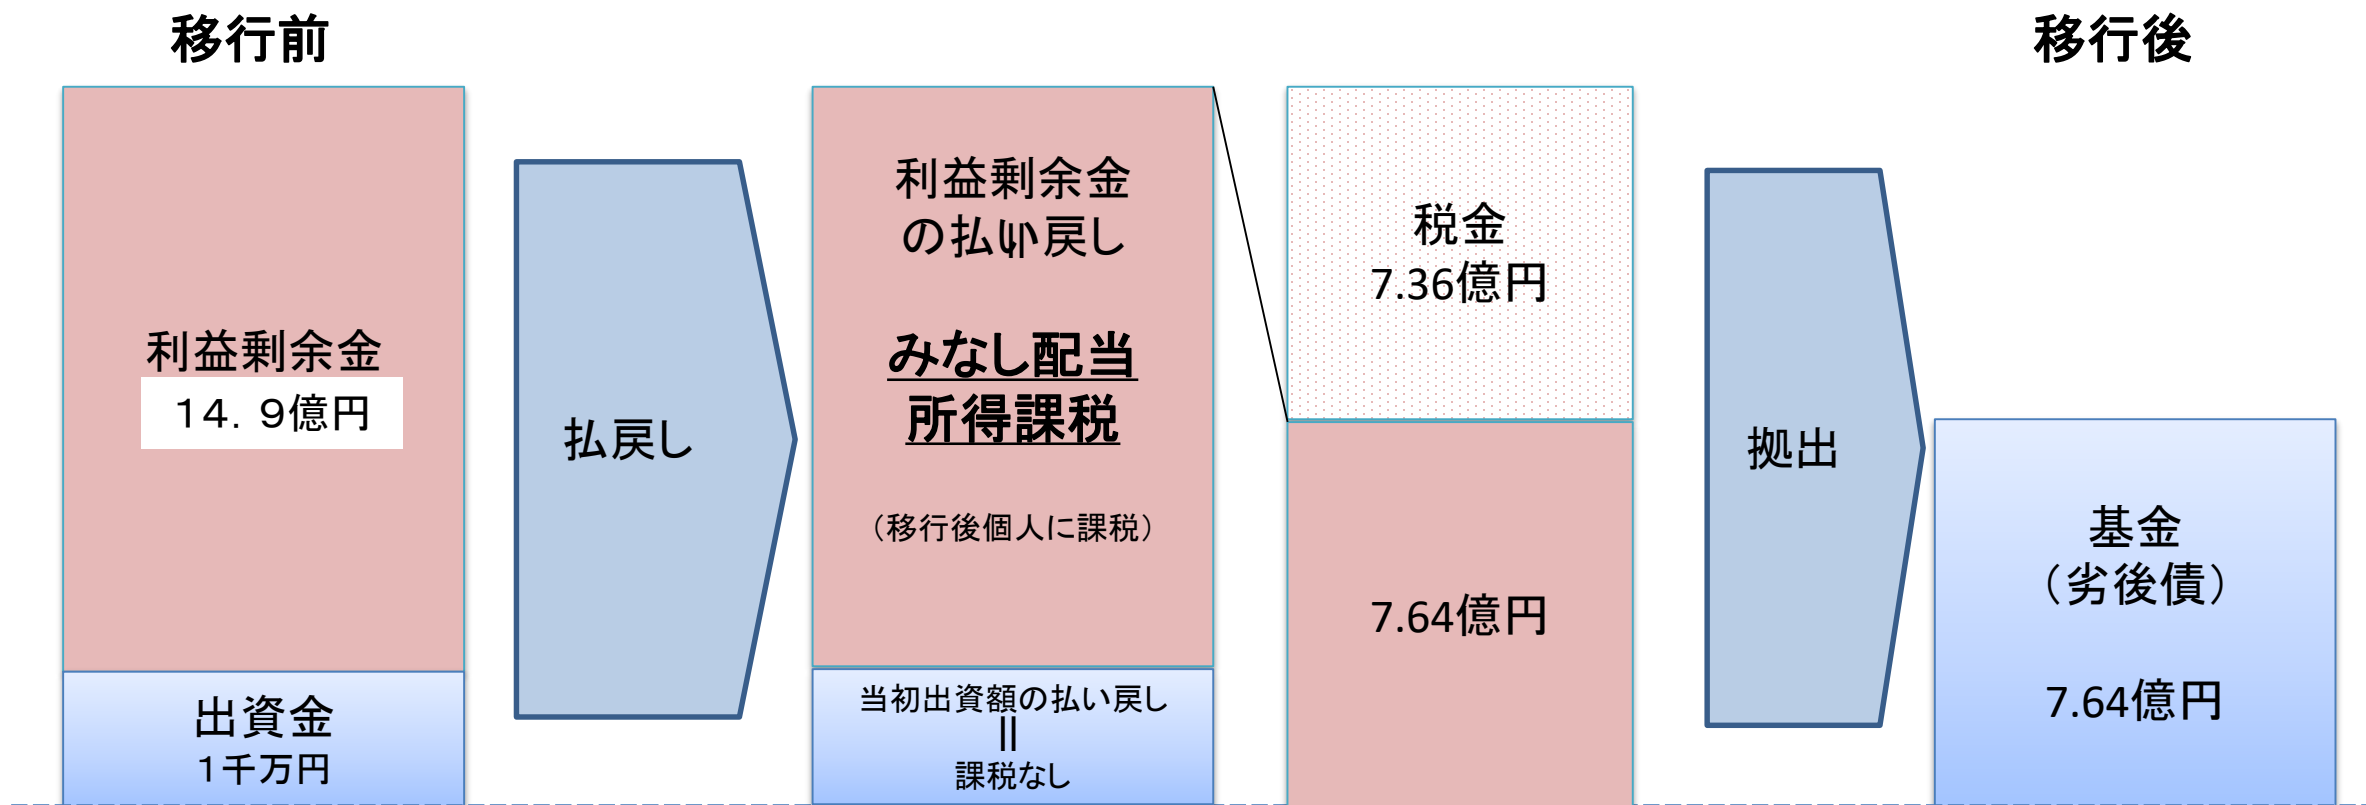 移行前
移行後
利益剰余金
14．9億円
出資金
1千万円
払戻し
利益剰余金
の払い戻し
みなし配当
所得課税
（移行後個人に課税）
当初出資額の払い戻し
||
課税なし
税金
7.36億円
7.64億円
拠出
基金
（劣後債）
7.64億円